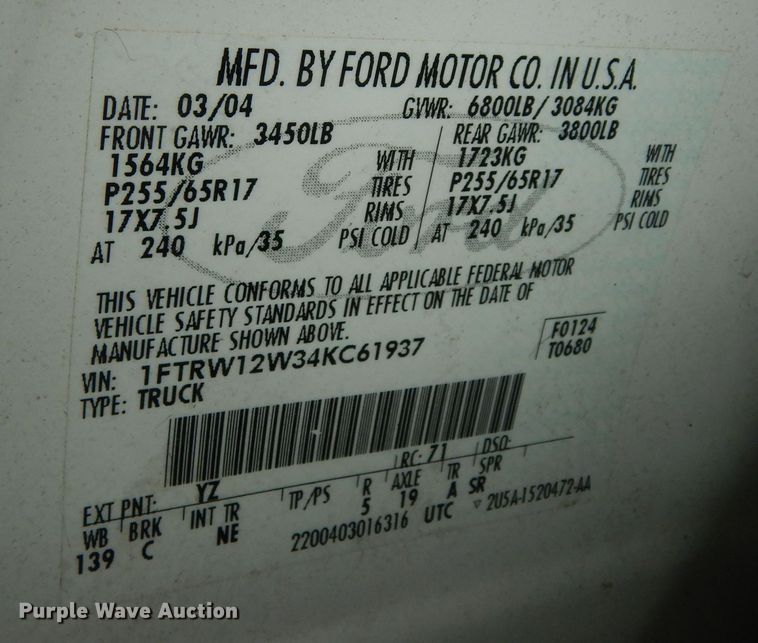 MFD. BY FORD MOTOR CO. IN U.S.A.
DATE: 03/04 GVWR: 6800LB/ 3084KG
FRONT GAWR: 3450LB REAR GAWR: 3800LB
1564KG WITH 1723KG WITH
P255/65R17 TIRES P255/65R17 TIRES
17X7.5J RIMS 17X7.5J RIMS
AT 240 kPa/35 PSI COLD AT 240 kPa/35 PSI COLD
Ford
THIS VEHICLE CONFORMS TO ALL APPLICABLE FEDERAL MOTOR
VEHICLE SAFETY STANDARDS IN EFFECT ON THE DATE OF
MANUFACTURE SHOWN ABOVE.
VIN: 1FTRW12W34KC61937 F0124
TYPE: TRUCK T0680
EXT PNT: YZ RC: 71 DSO:
WB BRK INT TR TP/PS R AXLE TR SPR
139 C NE 5 19 A SR
2200403016316 UTC 2U5A-1520472-AA
Purple Wave Auction